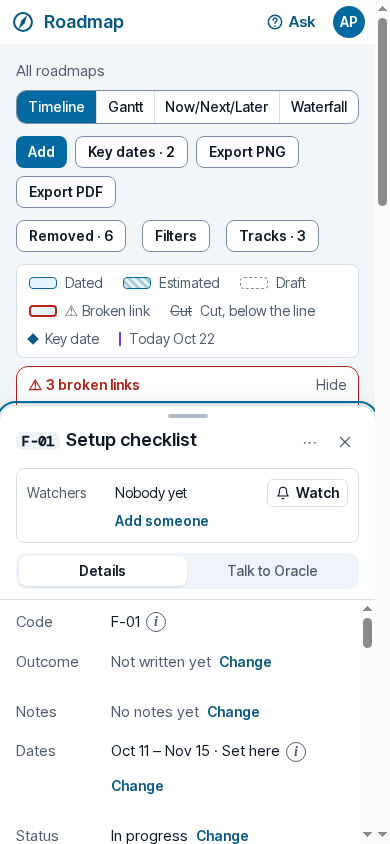 Roadmap
Ask AP
All roadmaps
Timeline Gantt Now/Next/Later Waterfall
Add Key dates · 2 Export PNG
Export PDF
Removed · 6 Filters Tracks · 3
Dated Estimated Draft
⚠ Broken link Cut Cut, below the line
Key date Today Oct 22
⚠ 3 broken links Hide
F-01 Setup checklist ···
Watchers Nobody yet Watch
Add someone
Details Talk to Oracle
Code F-01 i
Outcome Not written yet Change
Notes No notes yet Change
Dates Oct 11 – Nov 15 · Set here i
Change
Status In progress Change